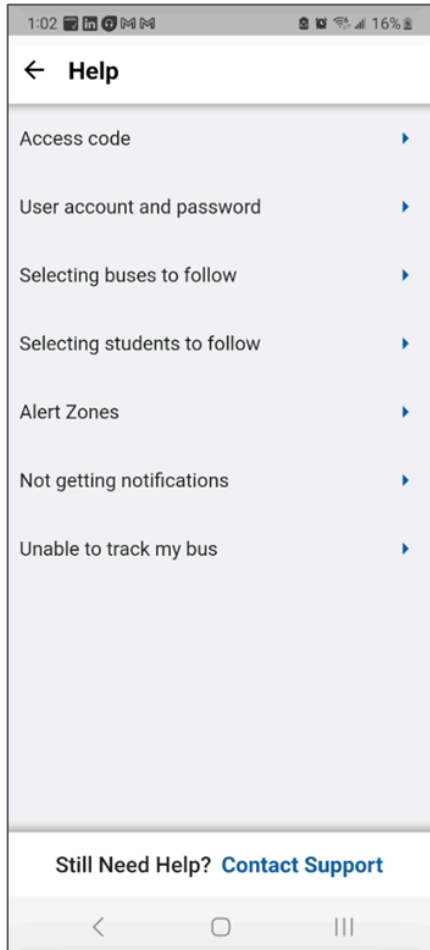 1:02 16%
Help
Access code
User account and password
Selecting buses to follow
Selecting students to follow
Alert Zones
Not getting notifications
Unable to track my bus
Still Need Help? Contact Support